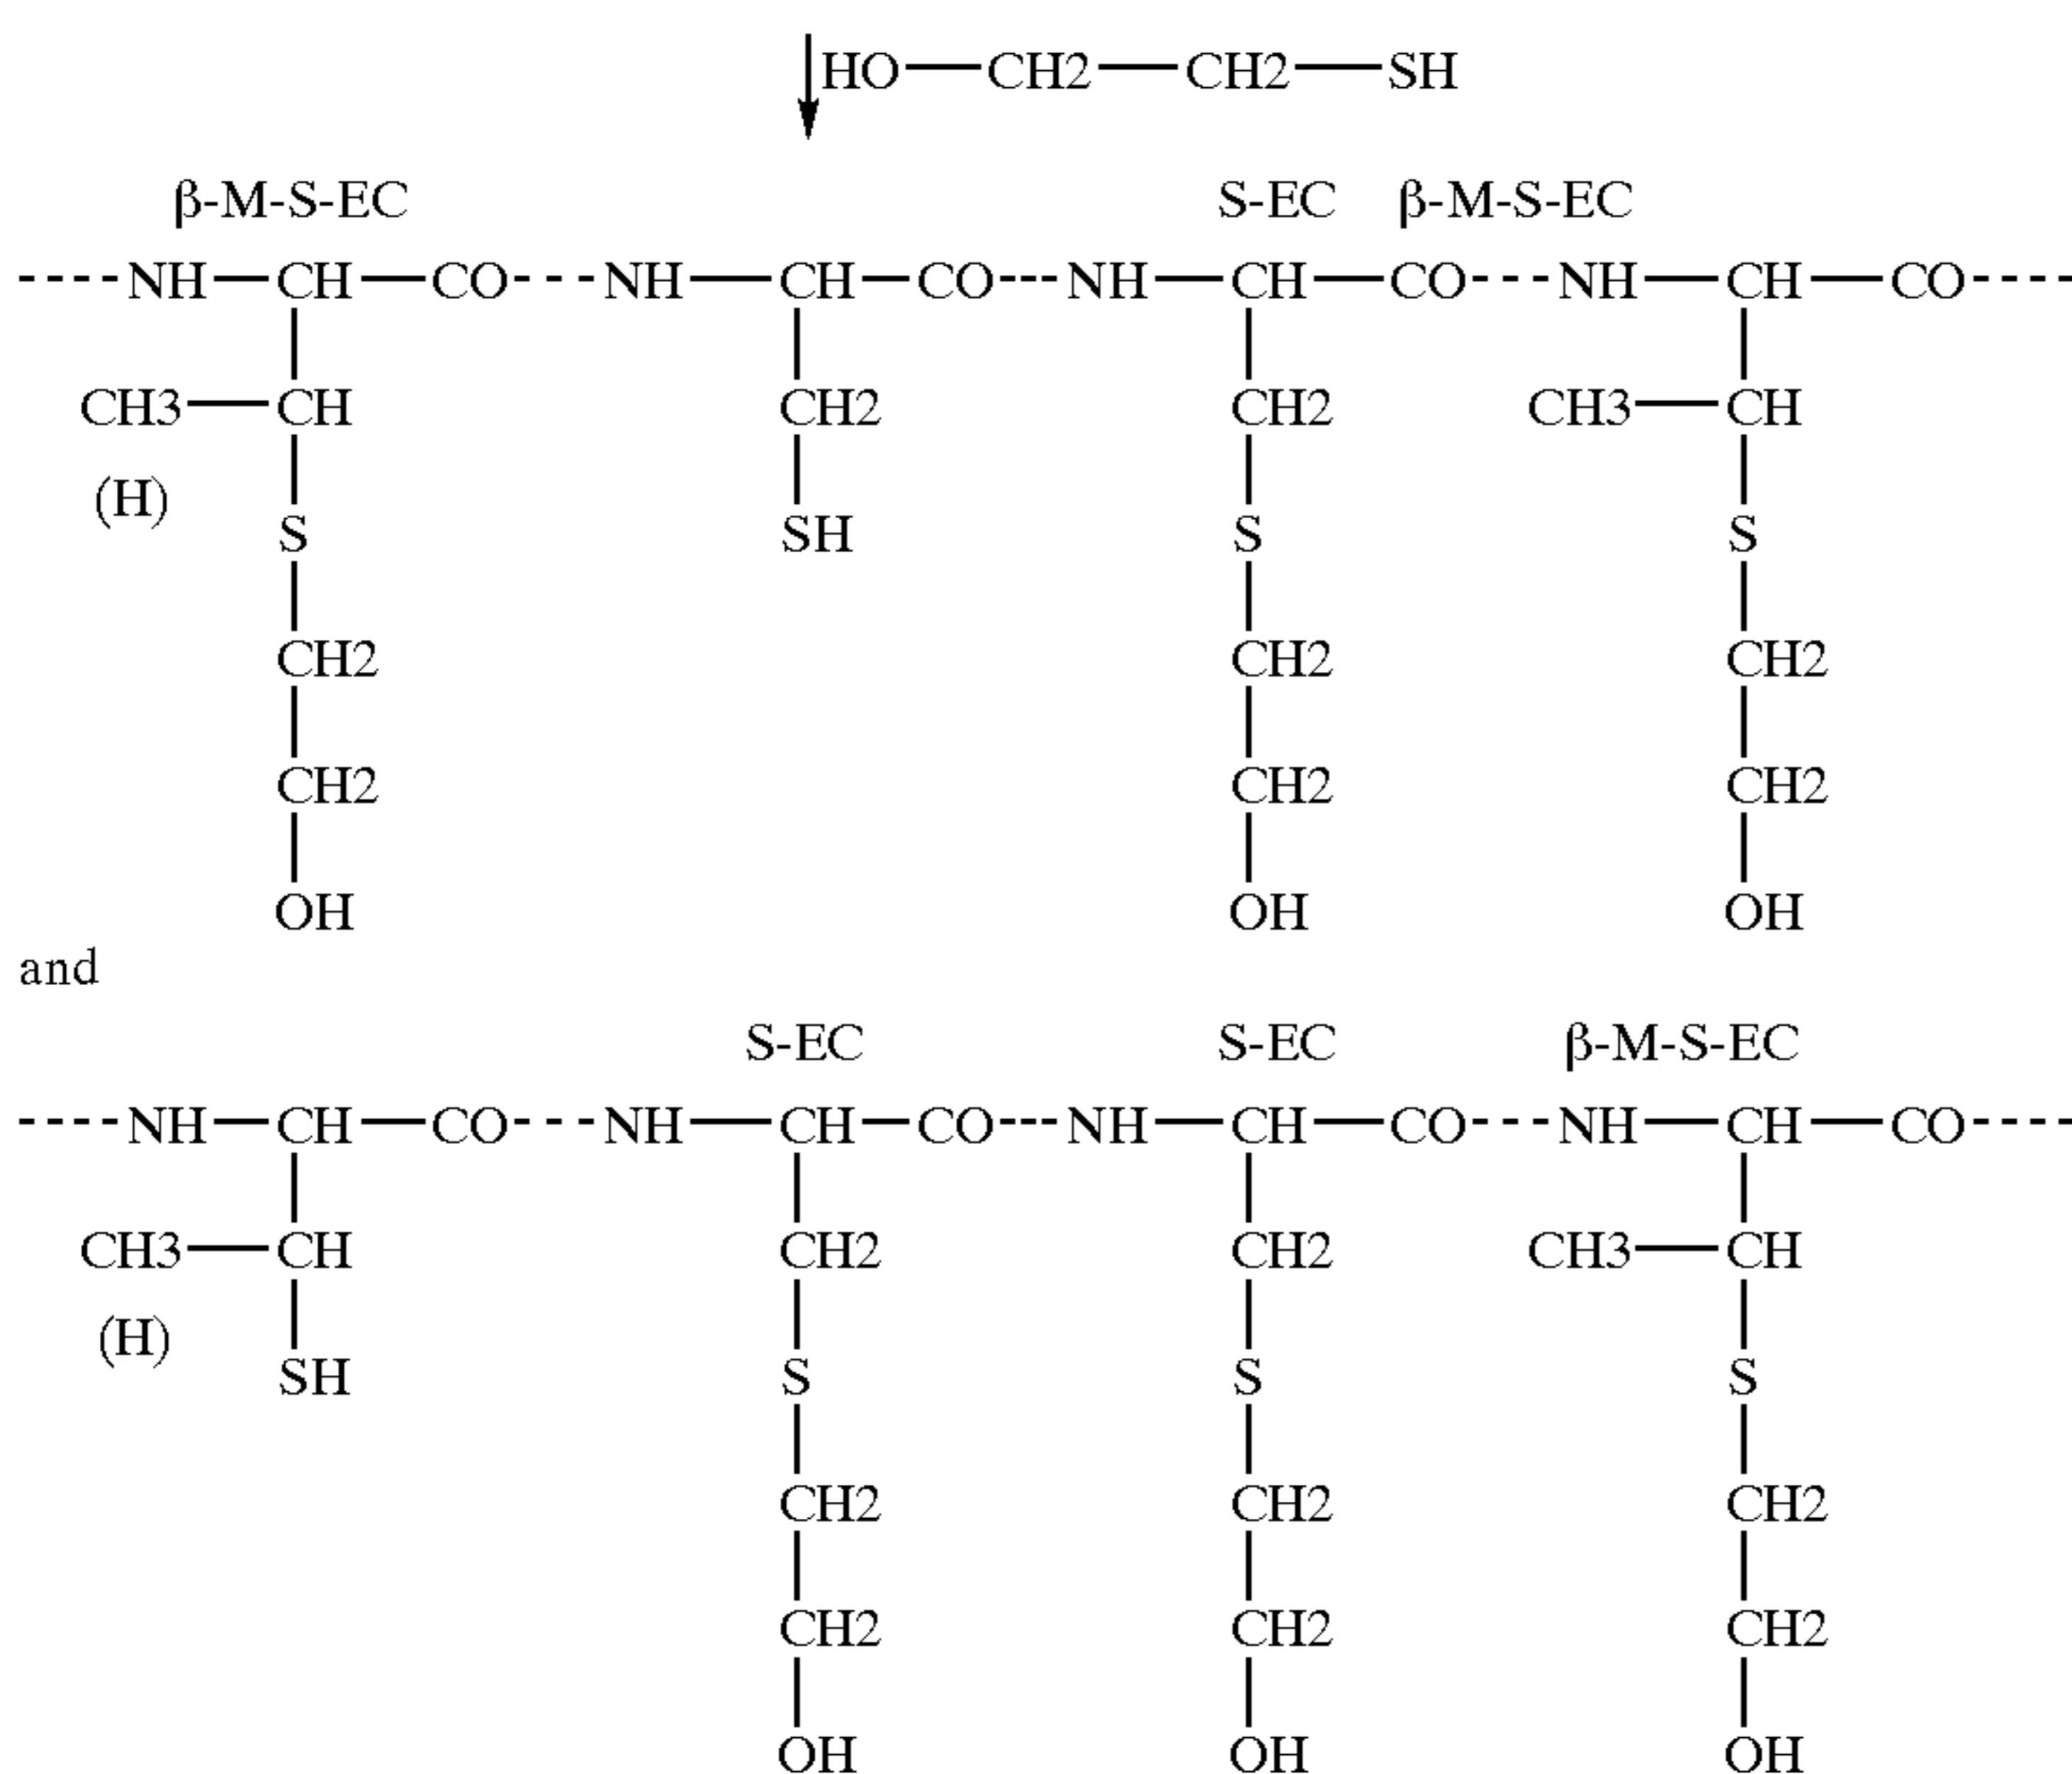 HO—CH2—CH2—SH
β-M-S-EC S-EC β-M-S-EC
----NH—CH—CO---NH—CH—CO---NH—CH—CO---NH—CH—CO----
CH3—CH CH2 CH2 CH3—CH
(H)
S SH S S
CH2 CH2 CH2
CH2 CH2 CH2
OH OH OH
and
S-EC S-EC β-M-S-EC
----NH—CH—CO---NH—CH—CO---NH—CH—CO---NH—CH—CO----
CH3—CH CH2 CH2 CH3—CH
(H)
SH S S S
CH2 CH2 CH2
CH2 CH2 CH2
OH OH OH